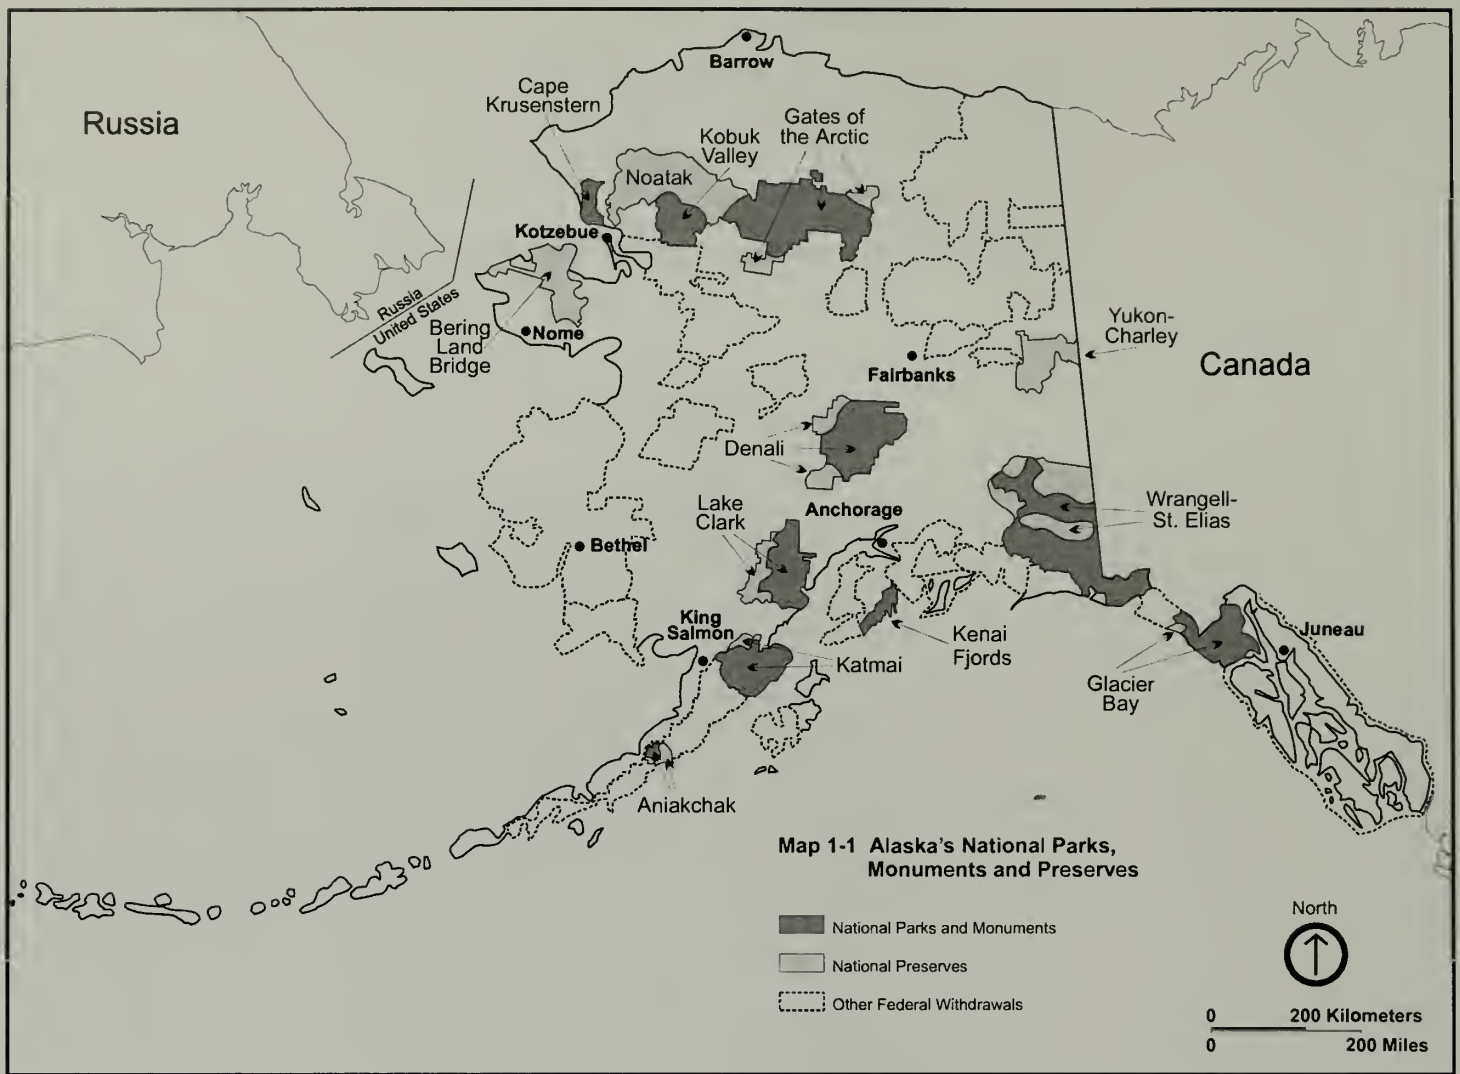 Barrow
Cape
Krusenstern
Russia
Gates of
the Arctic
Kobuk
Valley
Noatak
Kotzebue
Russia
United States
Bering
Land
Bridge
Nome
Yukon-
Charley
Fairbanks
Canada
Denali
Lake
Clark
Anchorage
Wrangell-
St. Elias
Bethel
King
Salmon
Kenai
Fjords
Juneau
Katmai
Glacier
Bay
Aniakchak
Map 1-1 Alaska's National Parks,
Monuments and Preserves
National Parks and Monuments
National Preserves
Other Federal Withdrawals
North
0 200 Kilometers
0 200 Miles